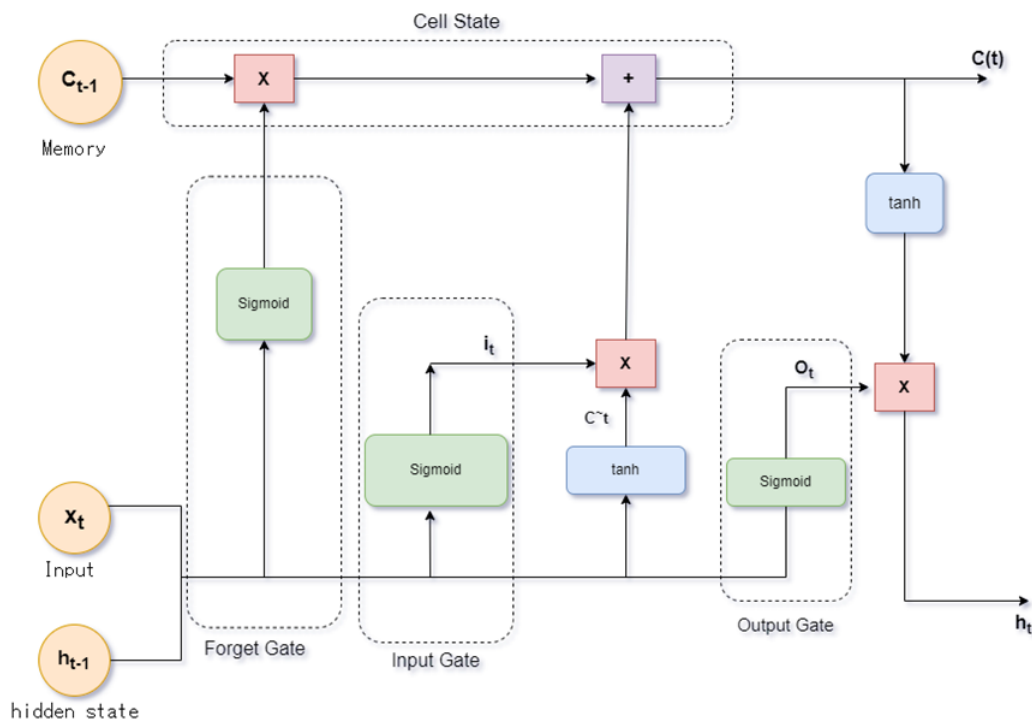 Cell State
C(t)
Ct-1
X
+
Memory
tanh
Sigmoid
it
X
Ot
X
C~t
Sigmoid
tanh
Sigmoid
xt
Input
ht
Output Gate
Forget Gate
Input Gate
ht-1
hidden state